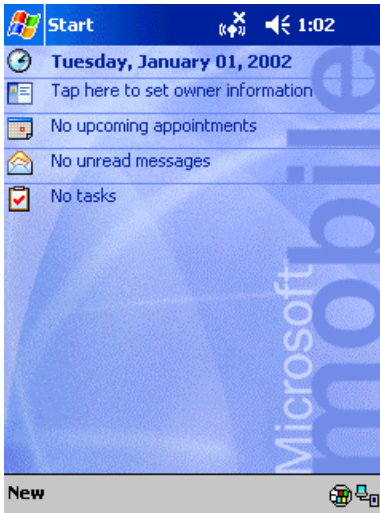 Start 1:02
Tuesday, January 01, 2002
Tap here to set owner information
No upcoming appointments
No unread messages
No tasks
Microsoft
mobile
New